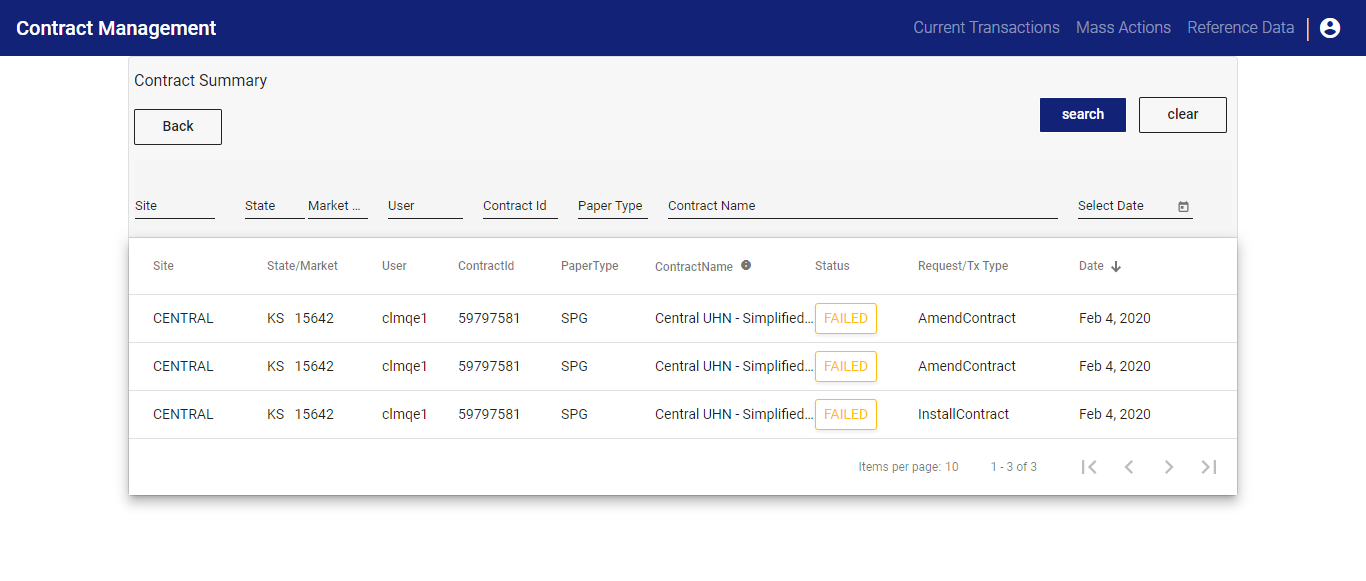 Contract Management Current Transactions Mass Actions Reference Data
Contract Summary
Back search clear
Site State Market ... User Contract Id Paper Type Contract Name Select Date
Site State/Market User ContractId PaperType ContractName Status Request/Tx Type Date
CENTRAL KS 15642 clmqe1 59797581 SPG Central UHN - Simplified... FAILED AmendContract Feb 4, 2020
CENTRAL KS 15642 clmqe1 59797581 SPG Central UHN - Simplified... FAILED AmendContract Feb 4, 2020
CENTRAL KS 15642 clmqe1 59797581 SPG Central UHN - Simplified... FAILED InstallContract Feb 4, 2020
Items per page: 10 1 - 3 of 3